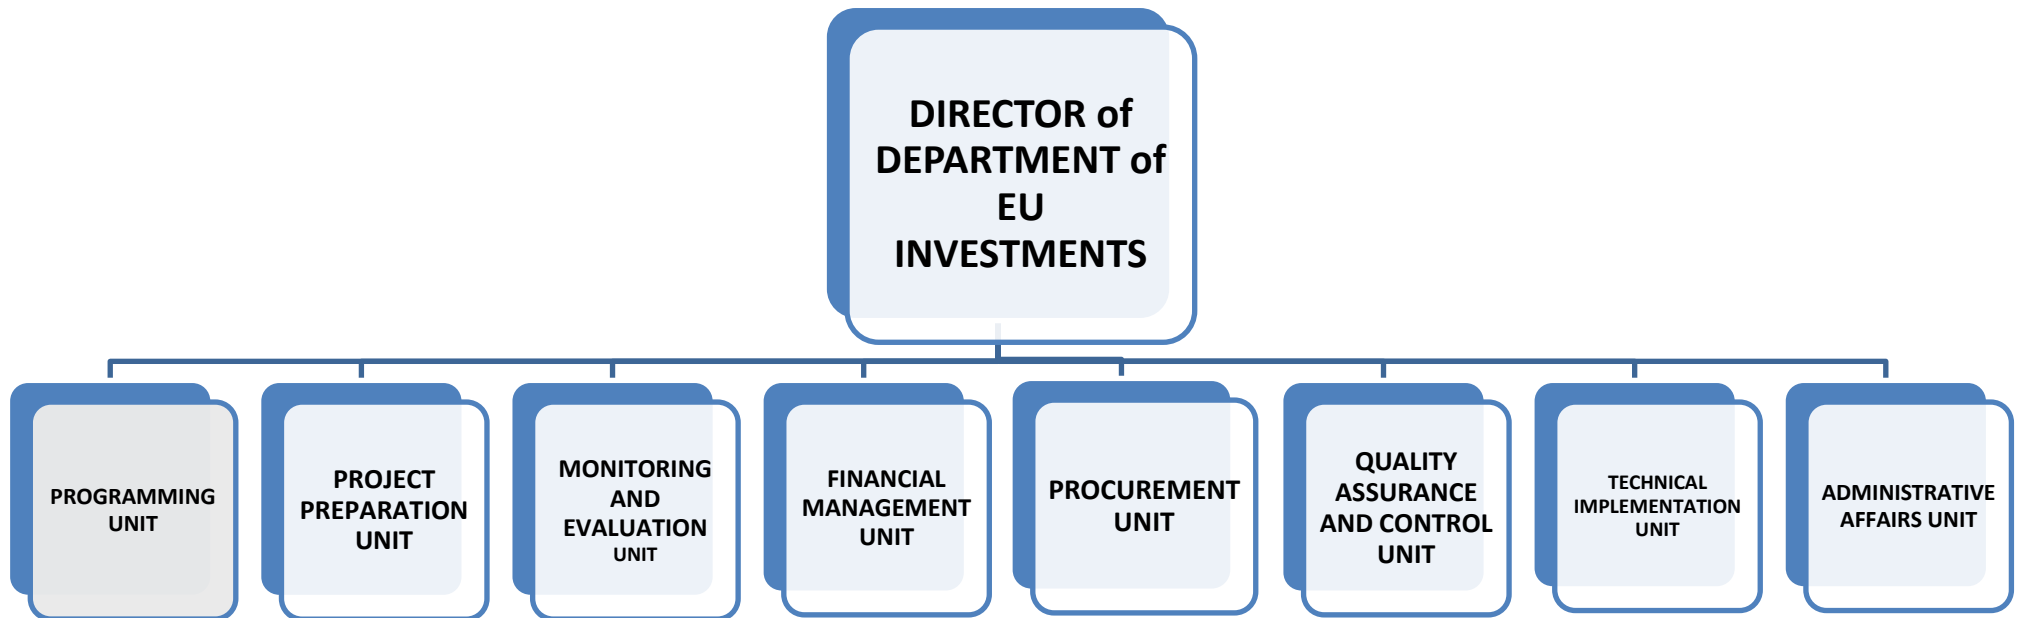 DIRECTOR of
DEPARTMENT of
EU
INVESTMENTS
PROGRAMMING
UNIT
PROJECT
PREPARATION
UNIT
MONITORING
AND
EVALUATION
UNIT
FINANCIAL
MANAGEMENT
UNIT
PROCUREMENT
UNIT
QUALITY
ASSURANCE
AND CONTROL
UNIT
TECHNICAL
IMPLEMENTATION
UNIT
ADMINISTRATIVE
AFFAIRS UNIT